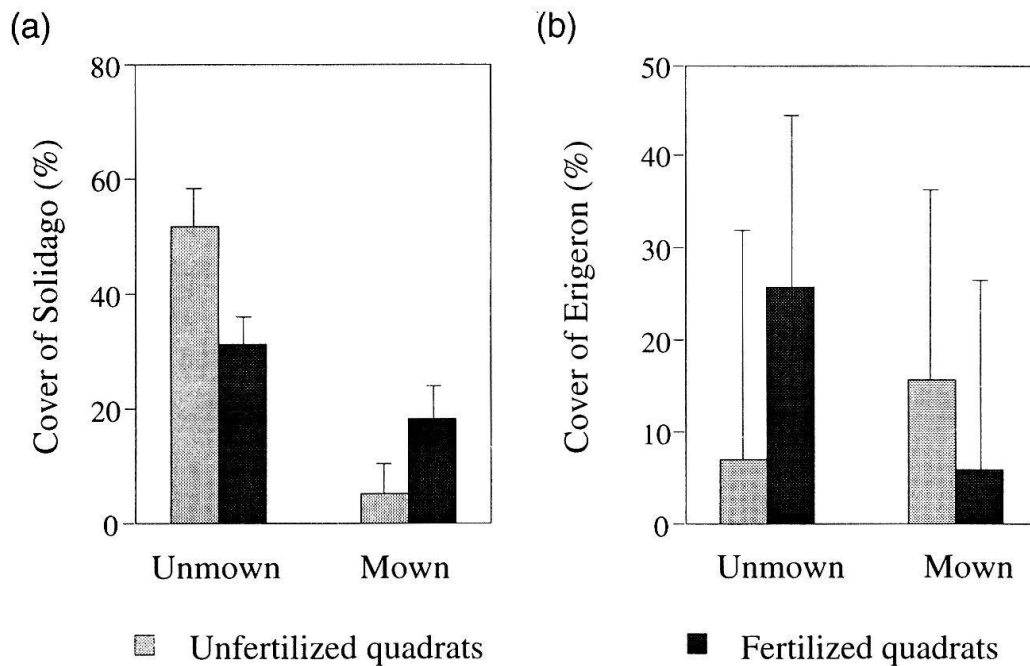 (a)
(b)
80
60
40
20
0
Cover of Solidago (%)
Unmown
Mown
50
40
30
20
10
0
Cover of Erigeron (%)
Unmown
Mown
Unfertilized quadrats
Fertilized quadrats